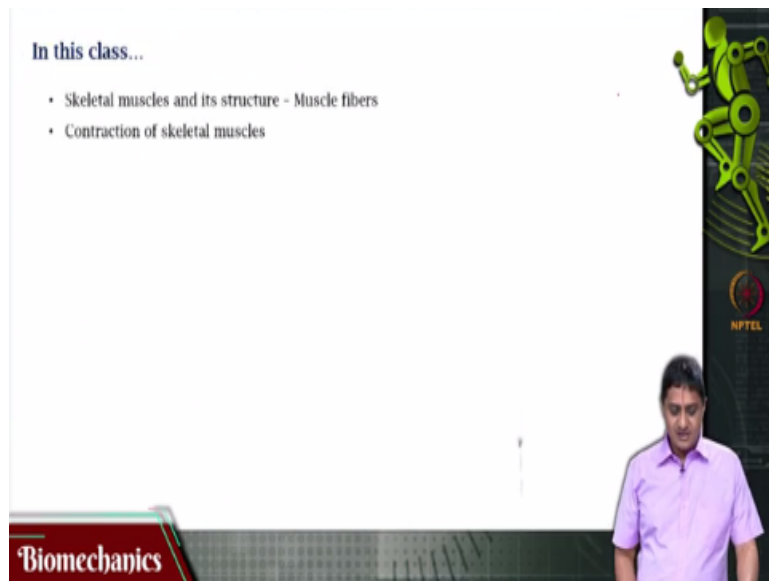 In this class...
• Skeletal muscles and its structure – Muscle fibers
• Contraction of skeletal muscles
NPTEL
Biomechanics